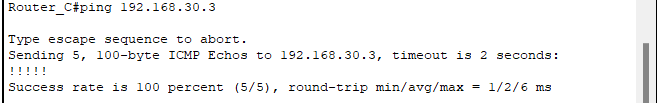 Router_C#ping 192.168.30.3
Type escape sequence to abort.
Sending 5, 100-byte ICMP Echos to 192.168.30.3, timeout is 2 seconds:
!!!!!
Success rate is 100 percent (5/5), round-trip min/avg/max = 1/2/6 ms